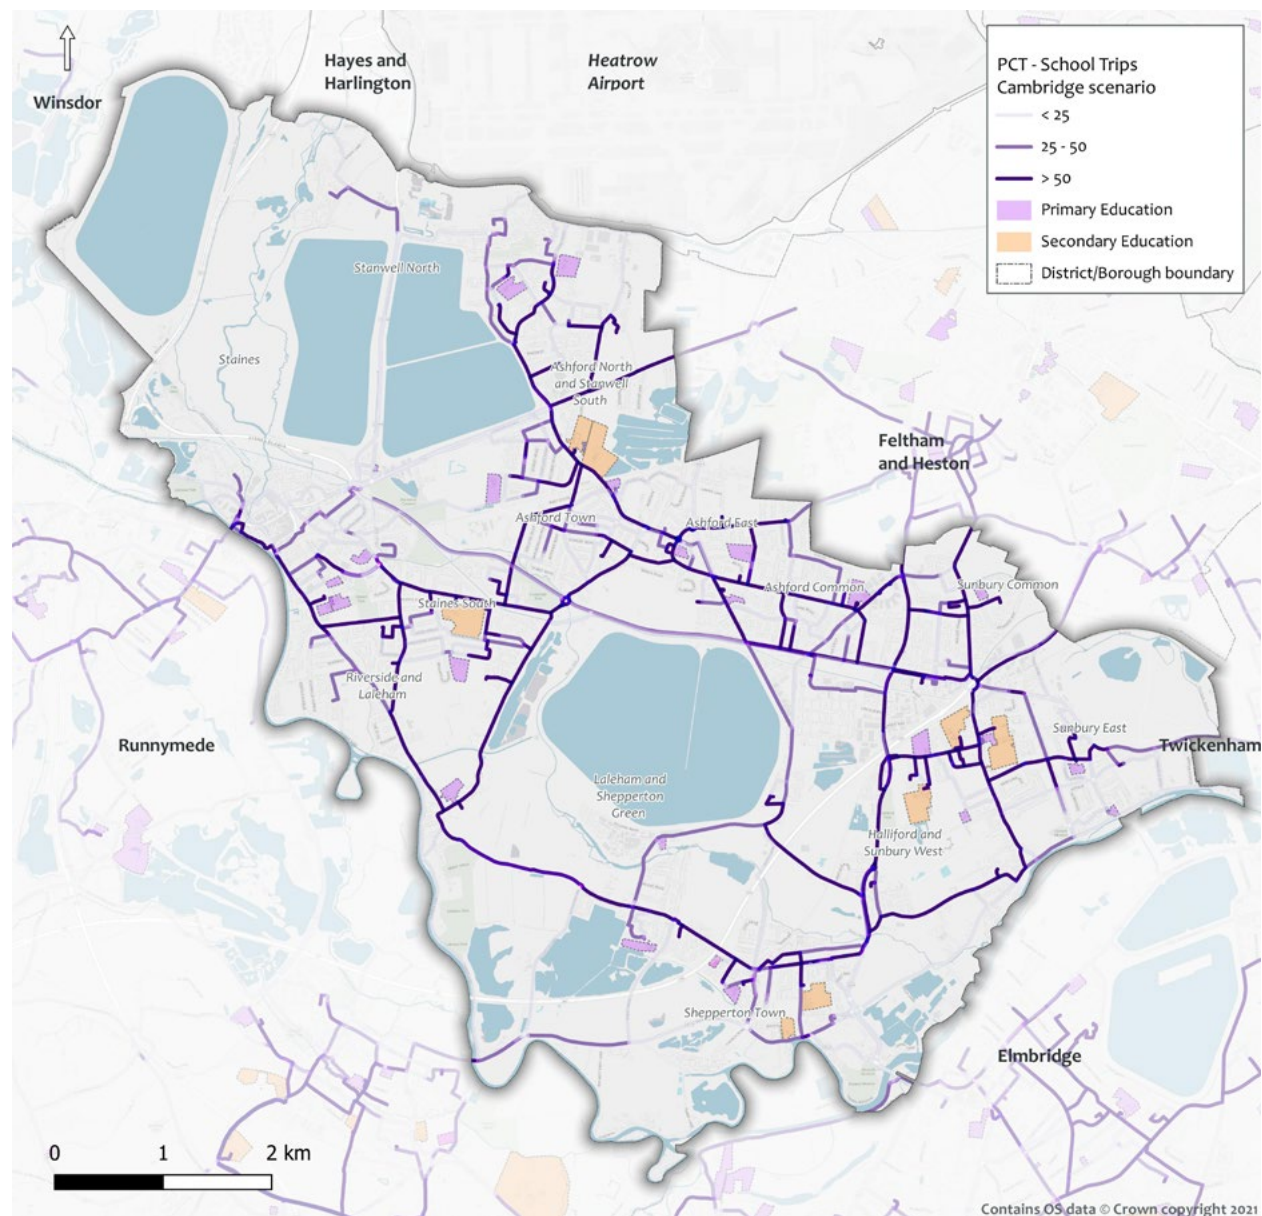 Hayes and
Harlington
Heatrow
Airport
Winsdor
PCT - School Trips
Cambridge scenario
< 25
25 - 50
> 50
Primary Education
Secondary Education
District/Borough boundary
Stanwell North
Staines
Ashford North
and Stanwell
South
Feltham
and Heston
Ashford Town
Ashford East
Ashford Common
Sunbury Common
Staines South
Riverside and
Laleham
Runnymede
Sunbury East
Twickenham
Laleham and
Shepperton
Green
Halliford and
Sunbury West
Shepperton Town
Elmbridge
0 1 2 km
Contains OS data © Crown copyright 2021